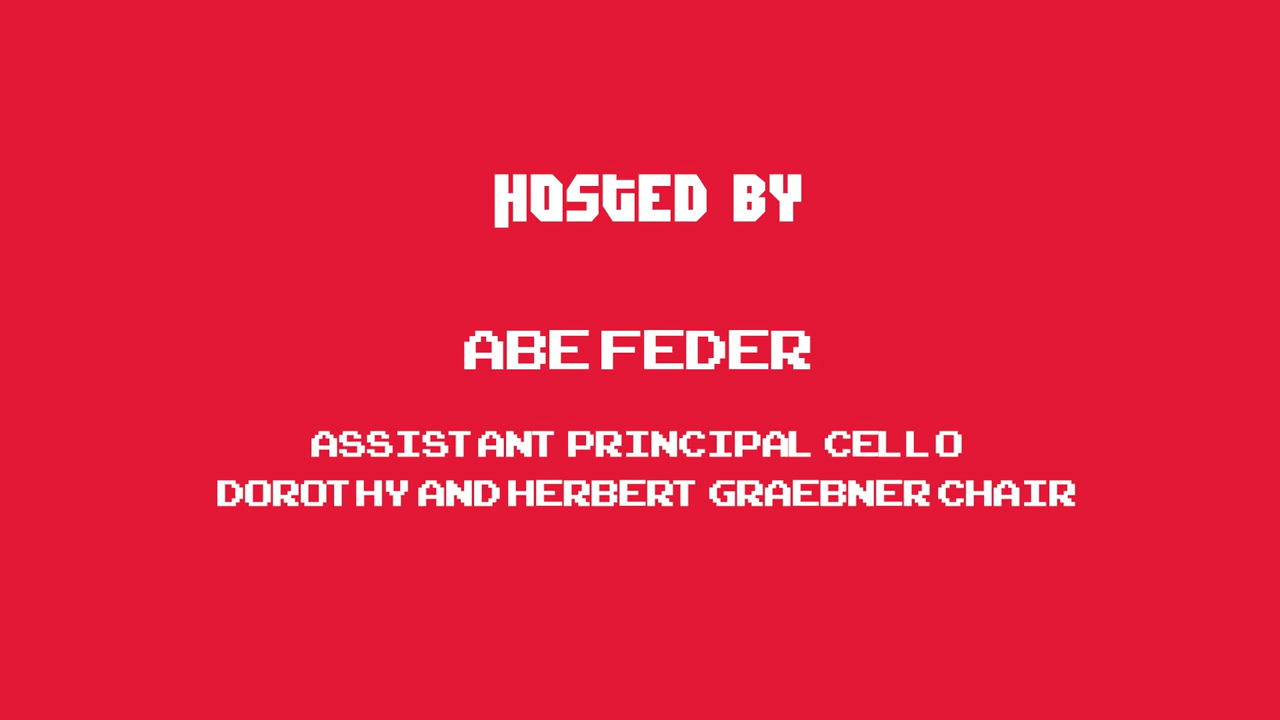 HOSTED BY
ABE FEDER
ASSISTANT PRINCIPAL CELLO
DOROTHY AND HERBERT GRAEBNER CHAIR